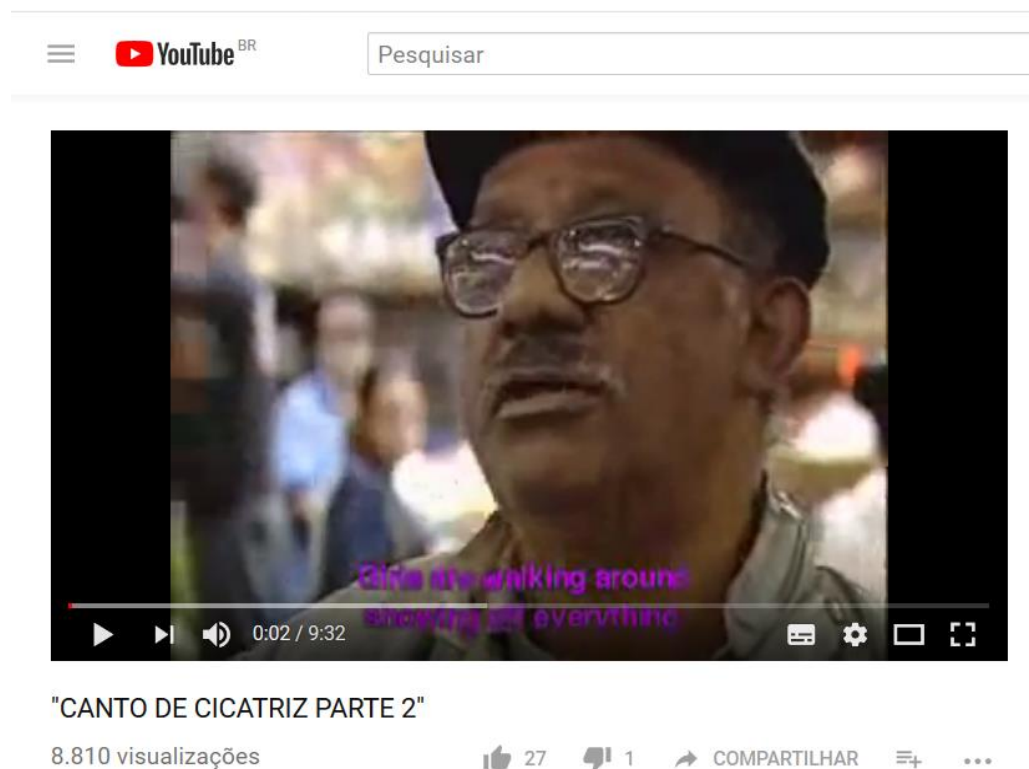 YouTube BR
Pesquisar
Girls are walking around
showing off everything.
0:02 / 9:32
"CANTO DE CICATRIZ PARTE 2"
8.810 visualizações
27 1 COMPARTILHAR